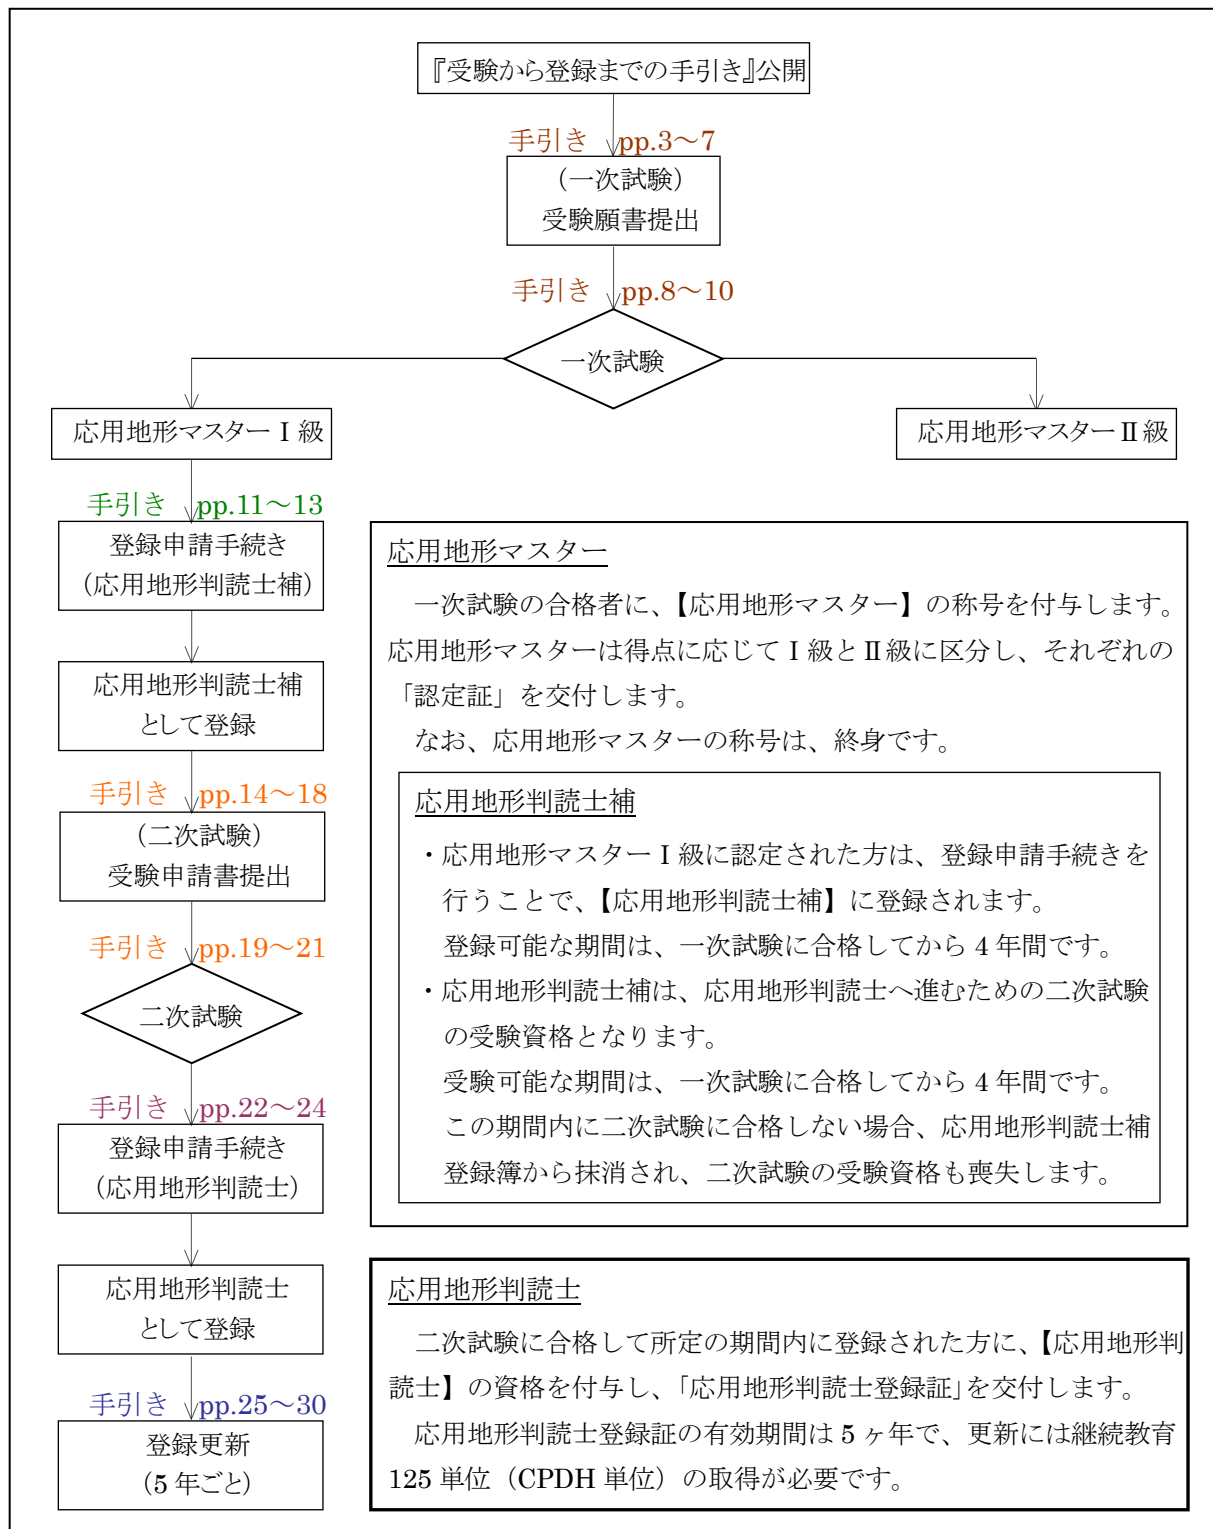 『受験から登録までの手引き』公開
手引き pp.3～7
（一次試験）
受験願書提出
手引き pp.8～10
一次試験
応用地形マスターⅠ級
応用地形マスターⅡ級
手引き pp.11～13
登録申請手続き
（応用地形判読士補）
応用地形判読士補
として登録
手引き pp.14～18
（二次試験）
受験申請書提出
手引き pp.19～21
二次試験
手引き pp.22～24
登録申請手続き
（応用地形判読士）
応用地形判読士
として登録
手引き pp.25～30
登録更新
（5年ごと）
応用地形マスター
一次試験の合格者に、【応用地形マスター】の称号を付与します。
応用地形マスターは得点に応じてⅠ級とⅡ級に区分し、それぞれの
「認定証」を交付します。
なお、応用地形マスターの称号は、終身です。
応用地形判読士補
・応用地形マスターⅠ級に認定された方は、登録申請手続きを
行うことで、【応用地形判読士補】に登録されます。
登録可能な期間は、一次試験に合格してから4年間です。
・応用地形判読士補は、応用地形判読士へ進むための二次試験
の受験資格となります。
受験可能な期間は、一次試験に合格してから4年間です。
この期間内に二次試験に合格しない場合、応用地形判読士補
登録簿から抹消され、二次試験の受験資格も喪失します。
応用地形判読士
二次試験に合格して所定の期間内に登録された方に、【応用地形判
読士】の資格を付与し、「応用地形判読士登録証」を交付します。
応用地形判読士登録証の有効期間は5ヶ年で、更新には継続教育
125単位（CPDH単位）の取得が必要です。